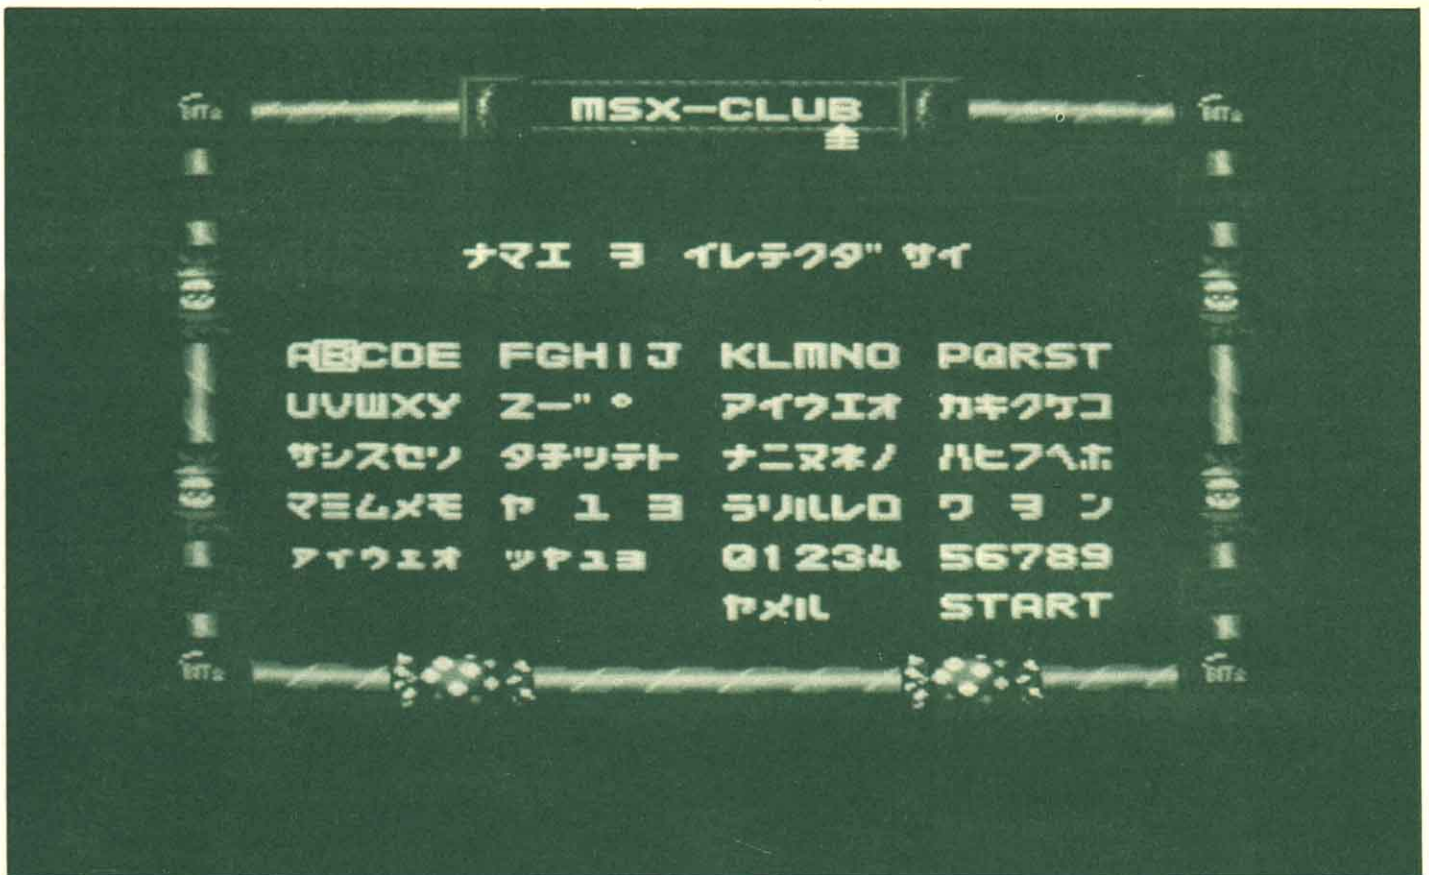 MSX-CLUB
ナマエ ヲ イレテクダ゛サイ
ABCDE FGHIJ KLMNO PQRST
UVWXY Z-゛゜ アイウエオ カキクケコ
サシスセソ タチツテト ナニヌネノ ハヒフヘホ
マミムメモ ヤ ユ ヨ ラリルレロ ワ ヲ ン
ァィゥェォ ッャュョ 01234 56789
ヤメル START